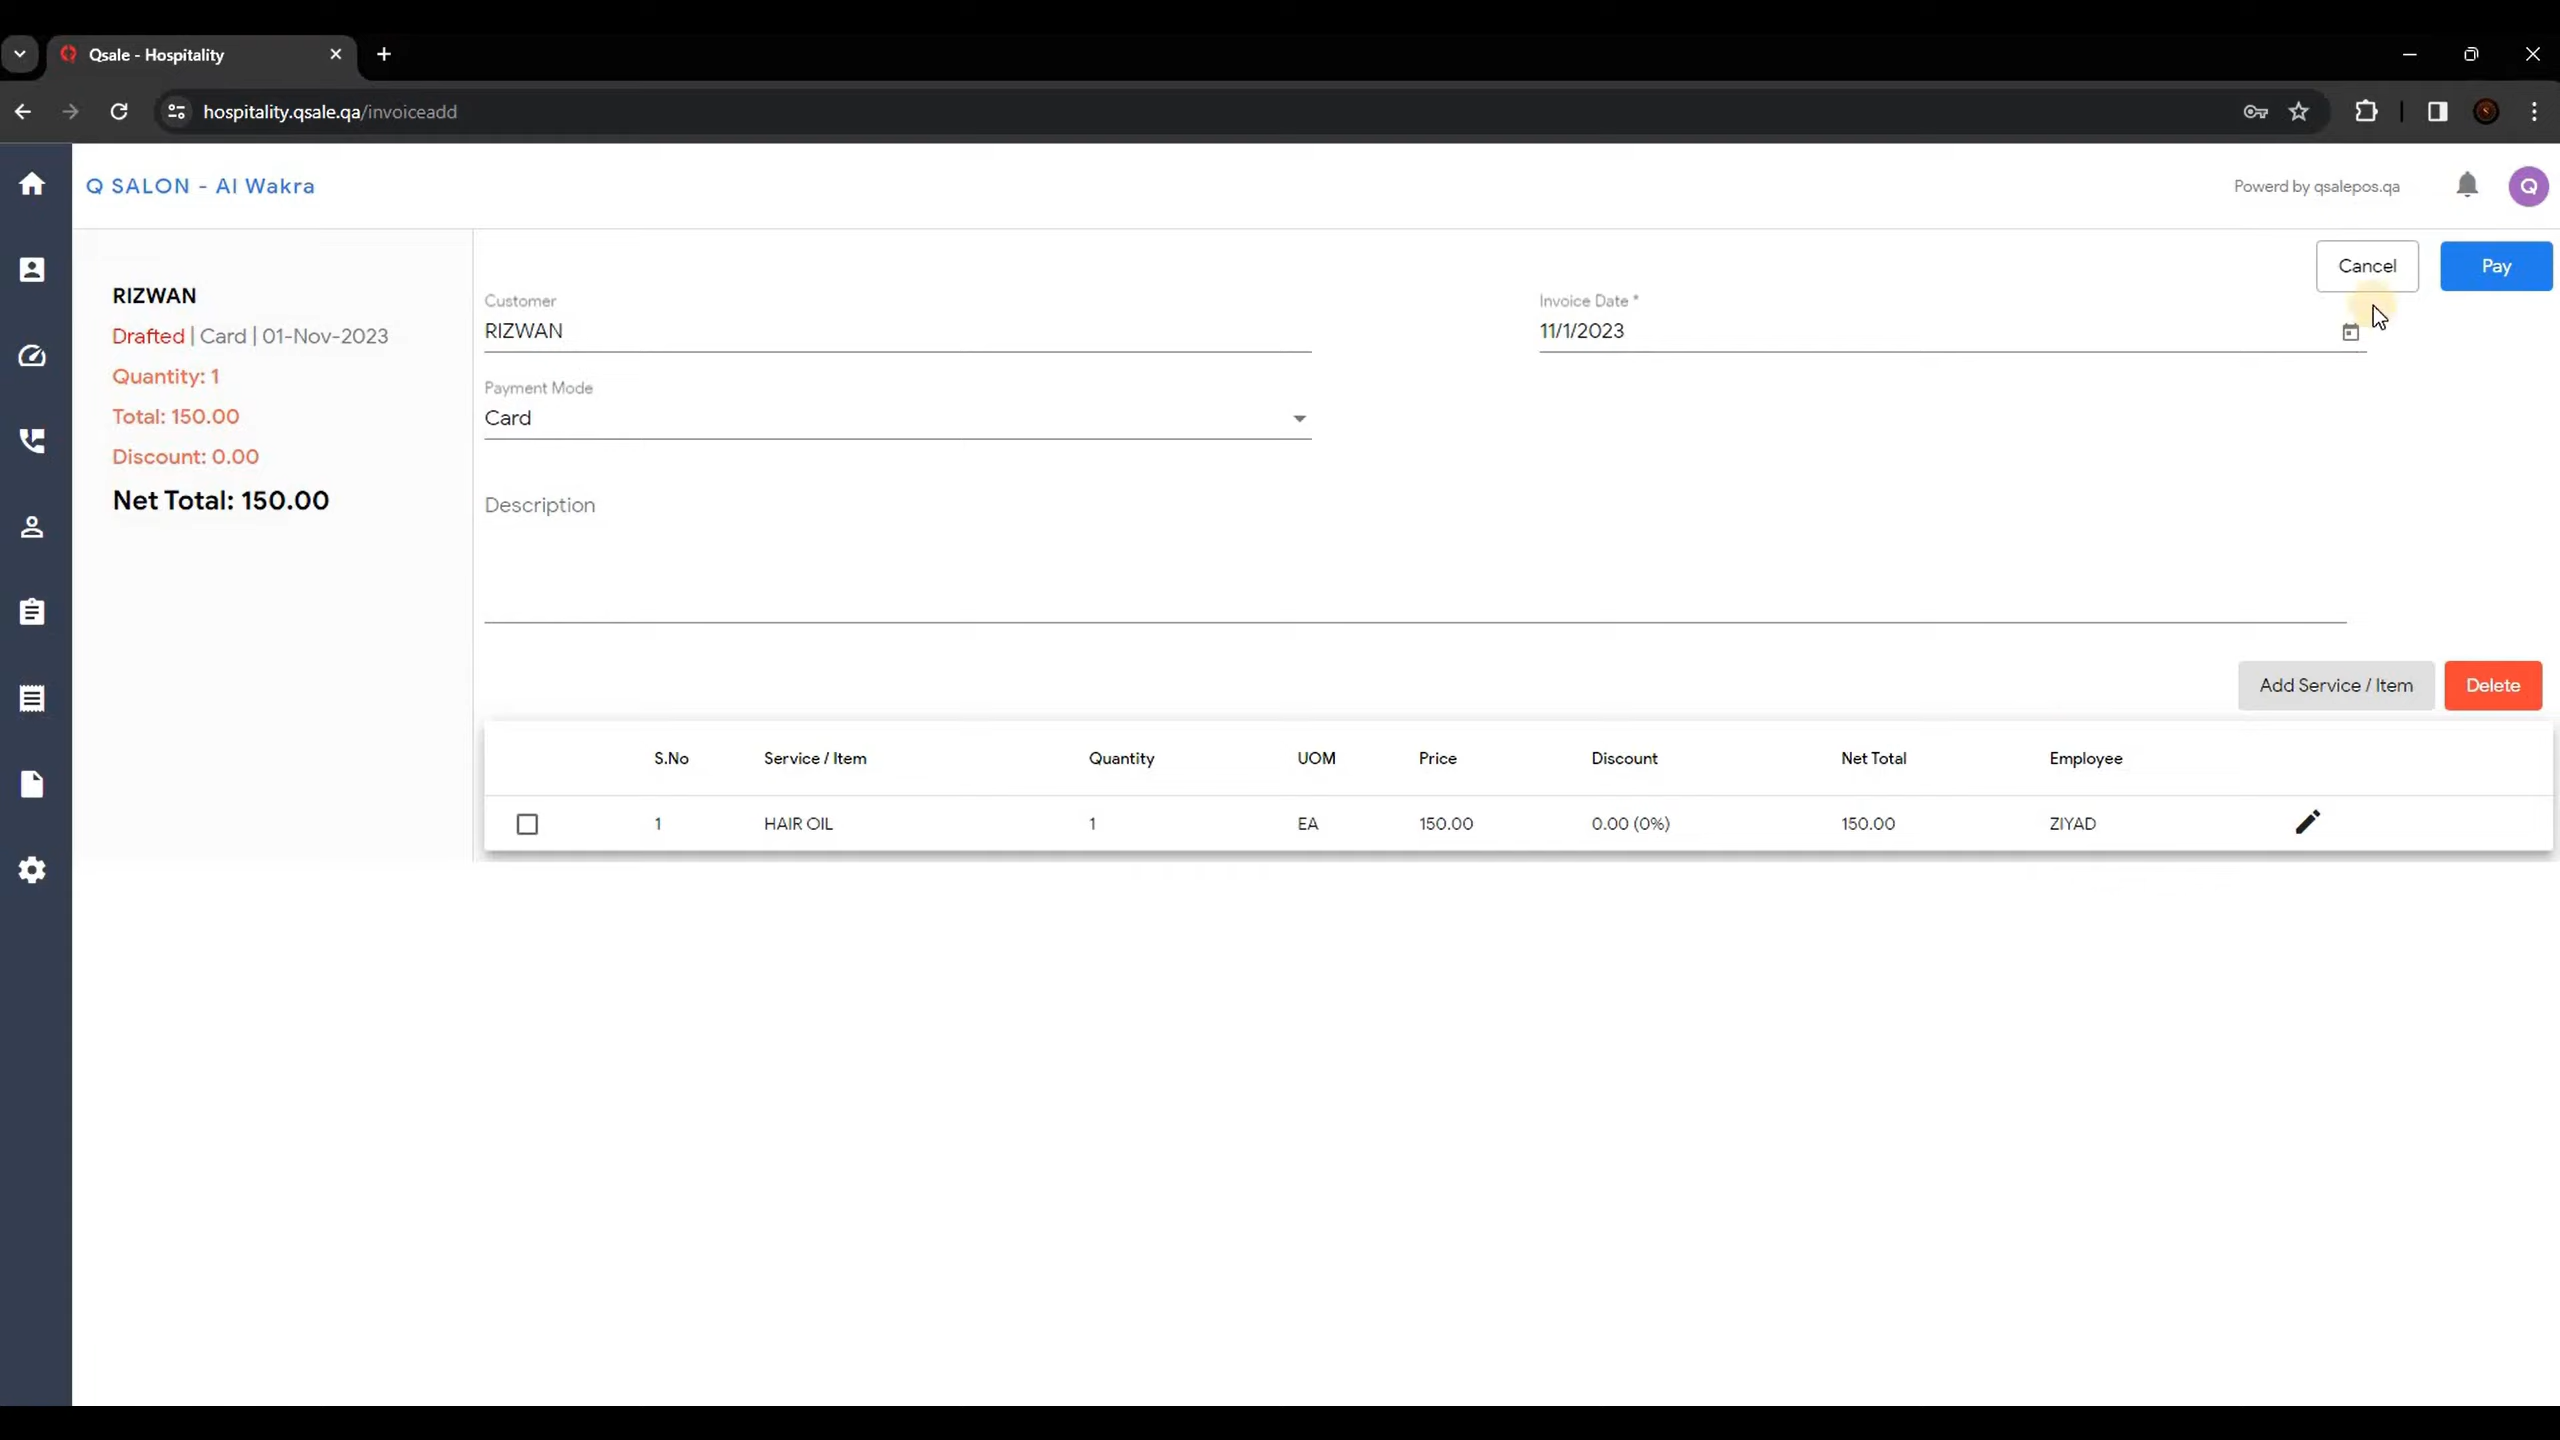 Qsale - Hospitality
hospitality.qsale.qa/invoiceadd
Q SALON - Al Wakra
Powerd by qsalepos.qa
Q
Cancel
Pay
RIZWAN
Drafted | Card | 01-Nov-2023
Quantity: 1
Total: 150.00
Discount: 0.00
Net Total: 150.00
Customer
RIZWAN
Invoice Date *
11/1/2023
Payment Mode
Card
Description
Add Service / Item
Delete
S.No Service / Item Quantity UOM Price Discount Net Total Employee
1 HAIR OIL 1 EA 150.00 0.00 (0%) 150.00 ZIYAD